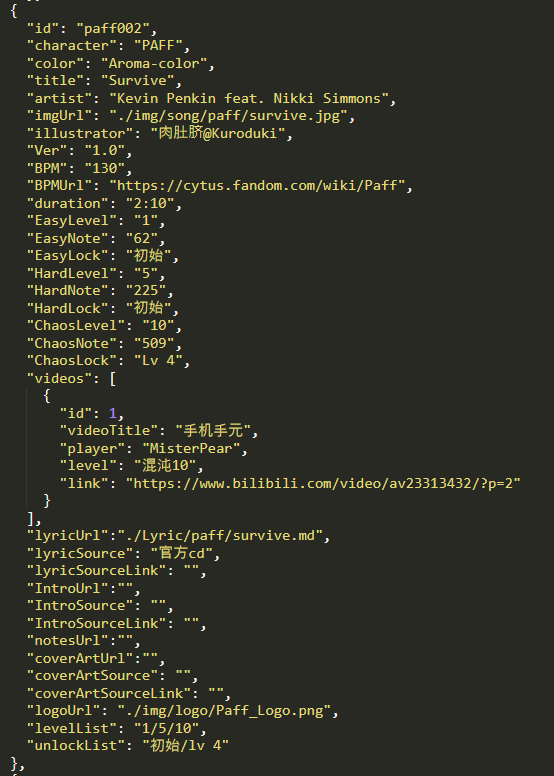 {
"id": "paff002",
"character": "PAFF",
"color": "Aroma-color",
"title": "Survive",
"artist": "Kevin Penkin feat. Nikki Simmons",
"imgUrl": "./img/song/paff/survive.jpg",
"illustrator": "肉肚脐@Kuroduki",
"Ver": "1.0",
"BPM": "130",
"BPMUrl": "https://cytus.fandom.com/wiki/Paff",
"duration": "2:10",
"EasyLevel": "1",
"EasyNote": "62",
"EasyLock": "初始",
"HardLevel": "5",
"HardNote": "225",
"HardLock": "初始",
"ChaosLevel": "10",
"ChaosNote": "509",
"ChaosLock": "Lv 4",
"videos": [
{
"id": 1,
"videoTitle": "手机手元",
"player": "MisterPear",
"level": "混沌10",
"link": "https://www.bilibili.com/video/av23313432/?p=2"
}
],
"lyricUrl":"./Lyric/paff/survive.md",
"lyricSource": "官方cd",
"lyricSourceLink": "",
"IntroUrl":"",
"IntroSource": "",
"IntroSourceLink": "",
"notesUrl":"",
"coverArtUrl":"",
"coverArtSource": "",
"coverArtSourceLink": "",
"logoUrl": "./img/logo/Paff_Logo.png",
"levelList": "1/5/10",
"unlockList": "初始/lv 4"
},